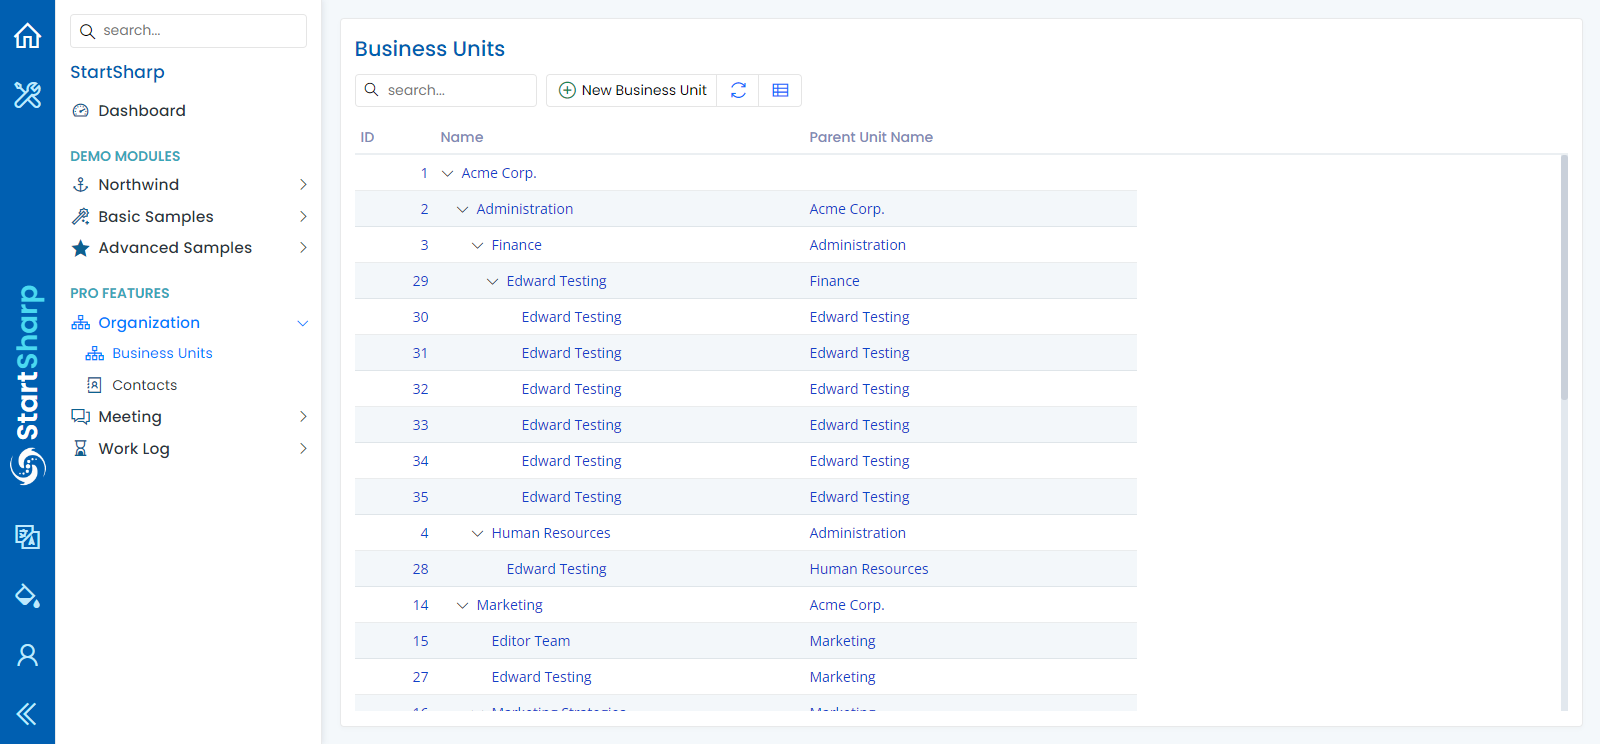 search...
StartSharp
Dashboard
DEMO MODULES
Northwind
Basic Samples
Advanced Samples
PRO FEATURES
Organization
Business Units
Contacts
Meeting
Work Log
StartSharp
Business Units
search...
New Business Unit
ID Name Parent Unit Name
1 Acme Corp.
2 Administration Acme Corp.
3 Finance Administration
29 Edward Testing Finance
30 Edward Testing Edward Testing
31 Edward Testing Edward Testing
32 Edward Testing Edward Testing
33 Edward Testing Edward Testing
34 Edward Testing Edward Testing
35 Edward Testing Edward Testing
4 Human Resources Administration
28 Edward Testing Human Resources
14 Marketing Acme Corp.
15 Editor Team Marketing
27 Edward Testing Marketing
16 Marketing Strategies Marketing